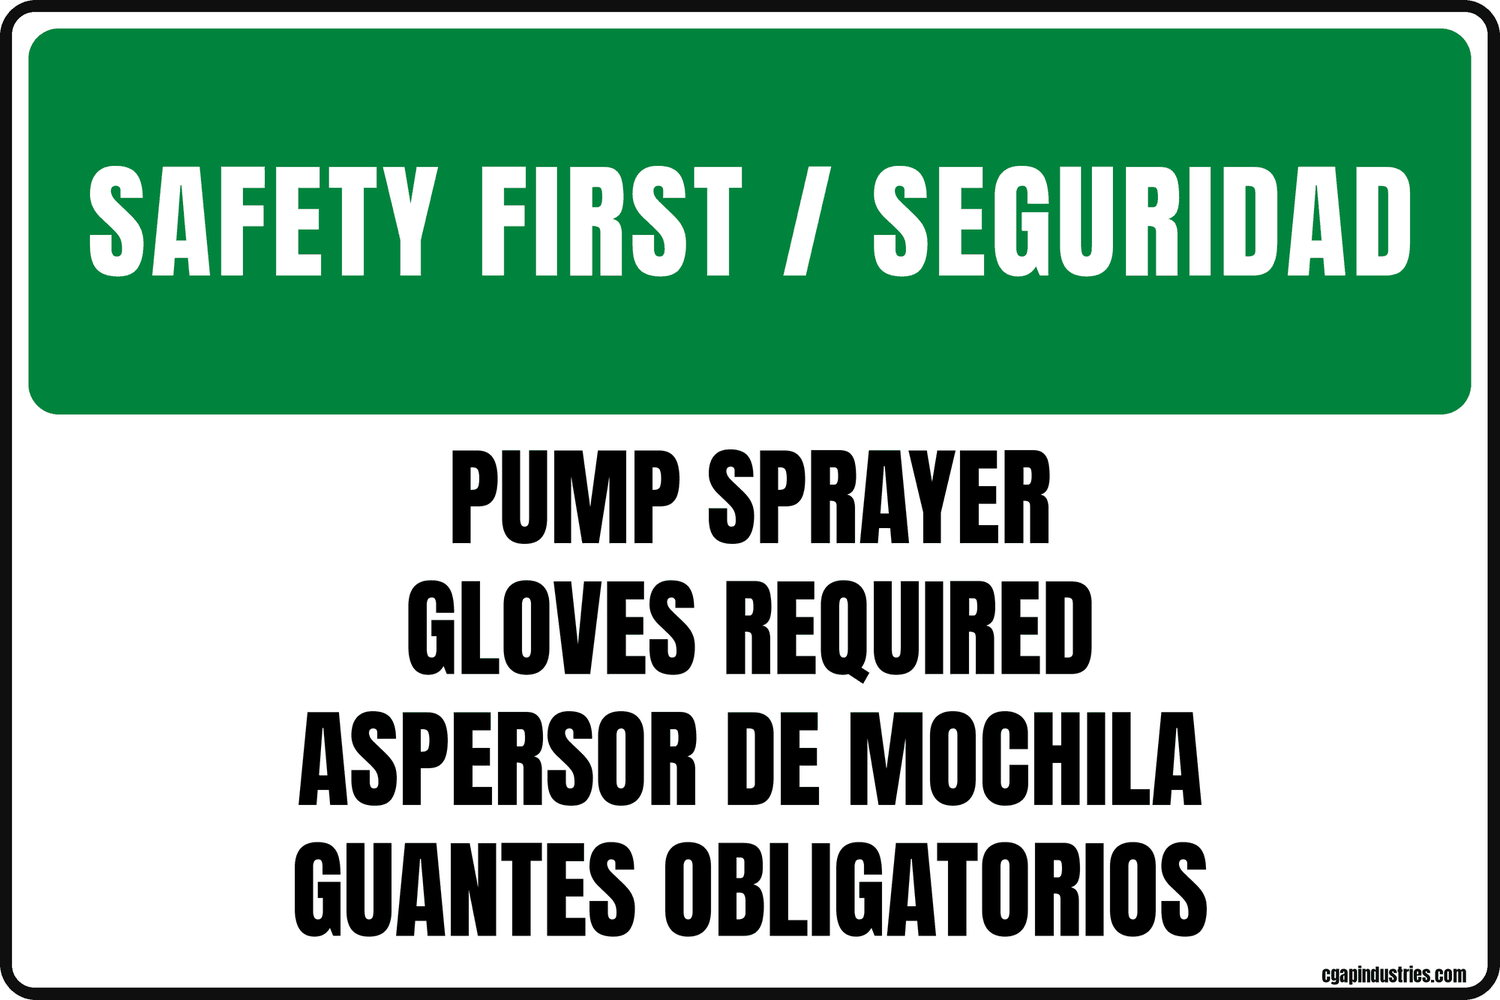 SAFETY FIRST / SEGURIDAD
PUMP SPRAYER
GLOVES REQUIRED
ASPERSOR DE MOCHILA
GUANTES OBLIGATORIOS
cgapindustries.com